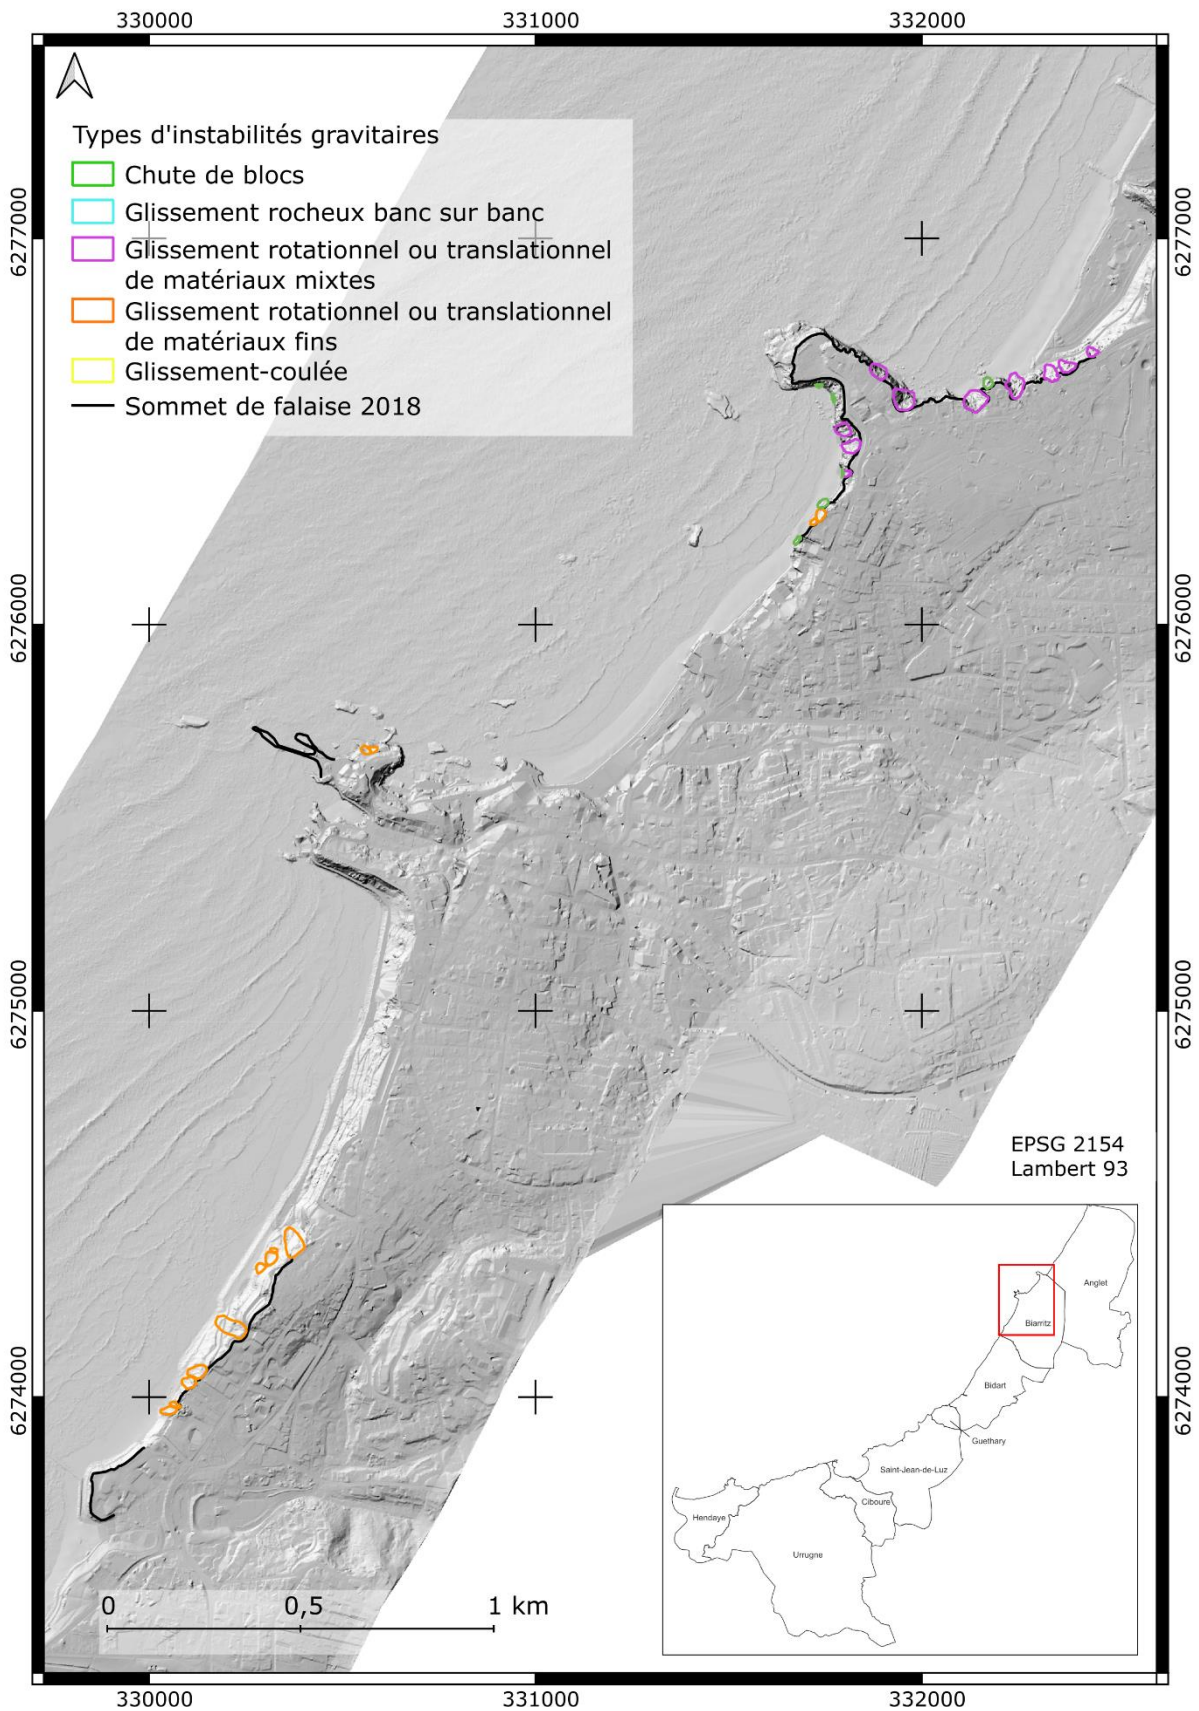 330000
331000
332000
Types d'instabilités gravitaires
Chute de blocs
Glissement rocheux banc sur banc
Glissement rotationnel ou translationnel
de matériaux mixtes
Glissement rotationnel ou translationnel
de matériaux fins
Glissement-coulée
Sommet de falaise 2018
6277000
6277000
6276000
6276000
6275000
6275000
6274000
6274000
EPSG 2154
Lambert 93
Anglet
Biarritz
Bidart
Guethary
Saint-Jean-de-Luz
Ciboure
Hendaye
Urrugne
0
0,5
1 km
330000
331000
332000